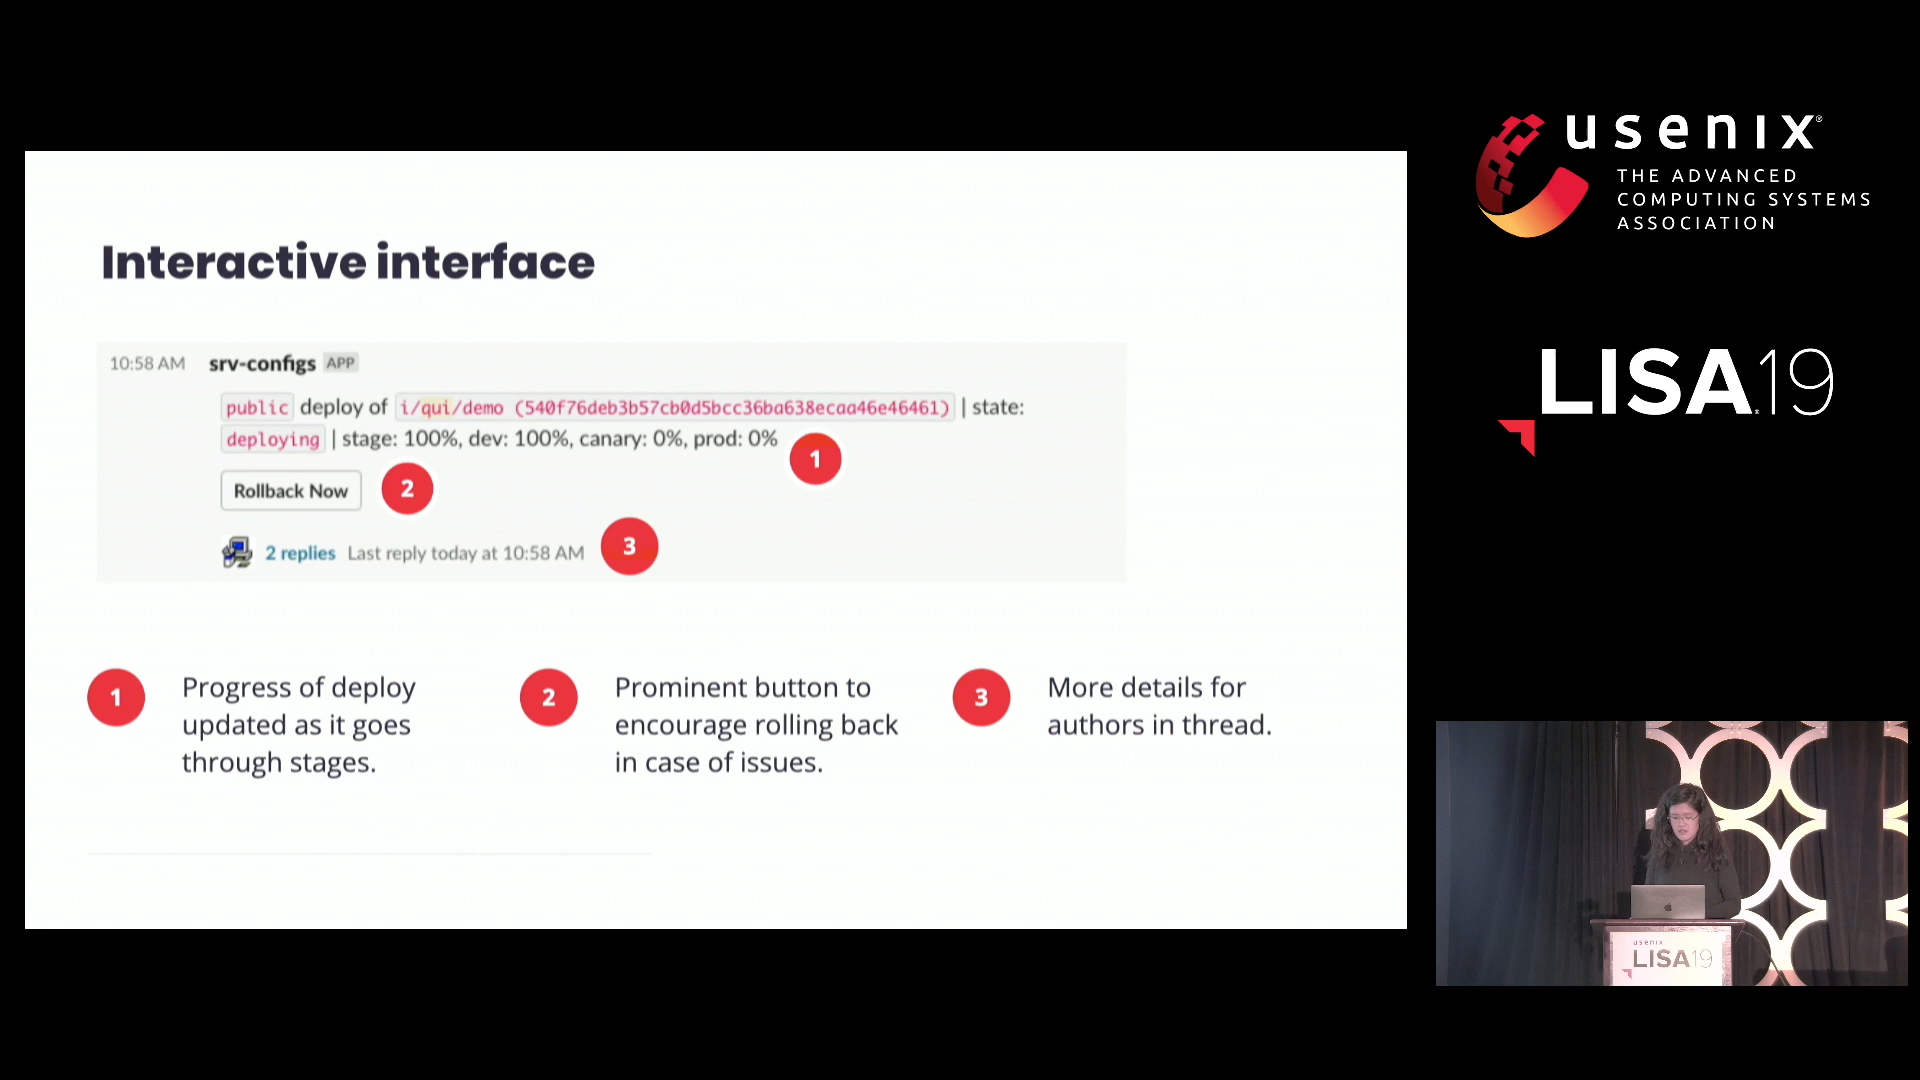 Interactive interface
10:58 AM srv-configs APP
public deploy of i/qui/demo (540f76deb3b57cb0d5bcc36ba638ecaa46e46461) | state:
deploying | stage: 100%, dev: 100%, canary: 0%, prod: 0%
1
Rollback Now
2
2 replies Last reply today at 10:58 AM
3
1
Progress of deploy
updated as it goes
through stages.
2
Prominent button to
encourage rolling back
in case of issues.
3
More details for
authors in thread.
usenix®
THE ADVANCED
COMPUTING SYSTEMS
ASSOCIATION
LISA19
usenix
LISA19